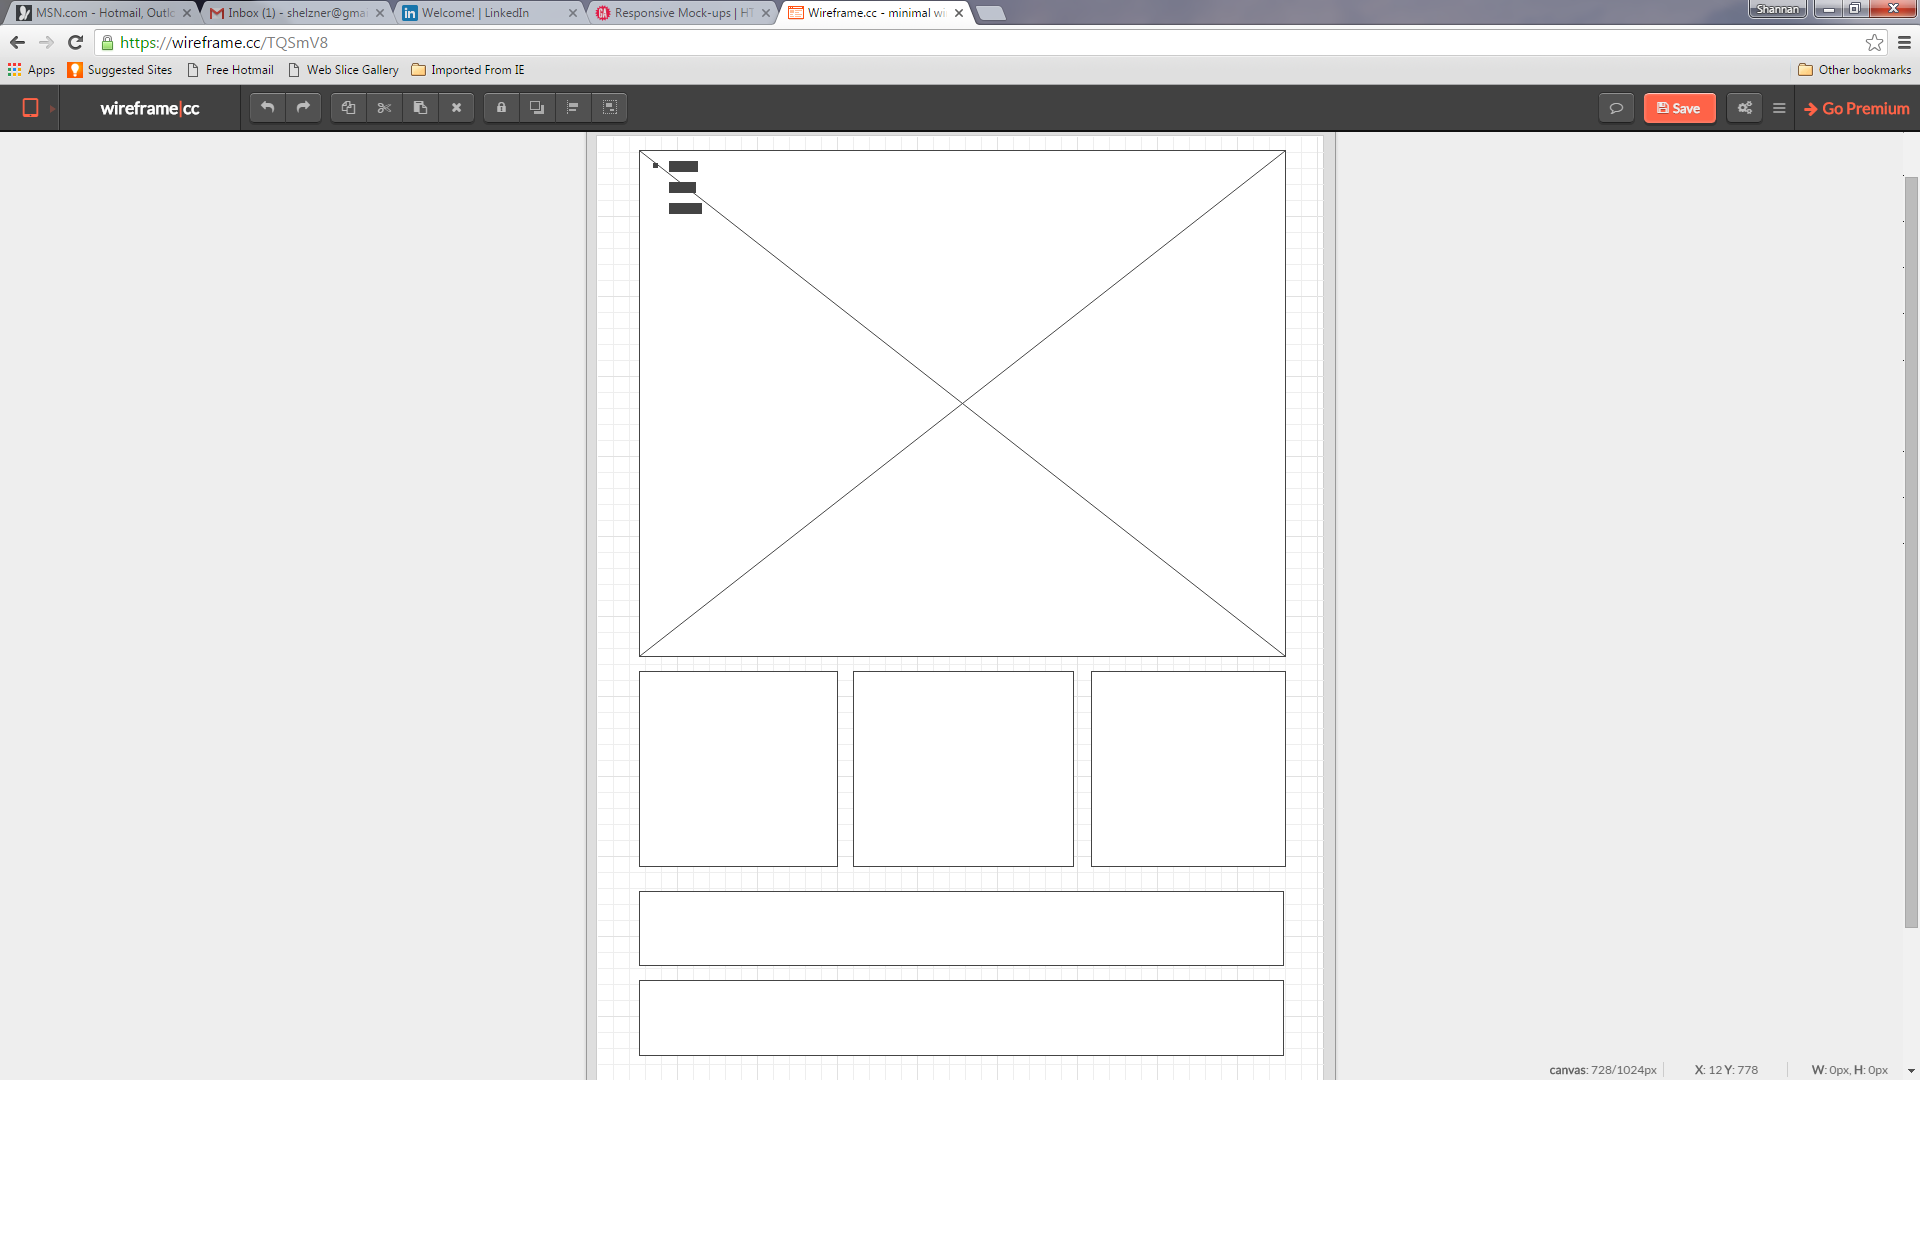 MSN.com - Hotmail, Outlo
Inbox (1) - shelzner@gmai
Welcome! | LinkedIn
GA Responsive Mock-ups | HT
Wireframe.cc - minimal wi
Shannan
https://wireframe.cc/TQSmV8
Apps
Suggested Sites
Free Hotmail
Web Slice Gallery
Imported From IE
Other bookmarks
wireframe|cc
Save
Go Premium
canvas: 728/1024px
X: 12 Y: 778
W: 0px, H: 0px